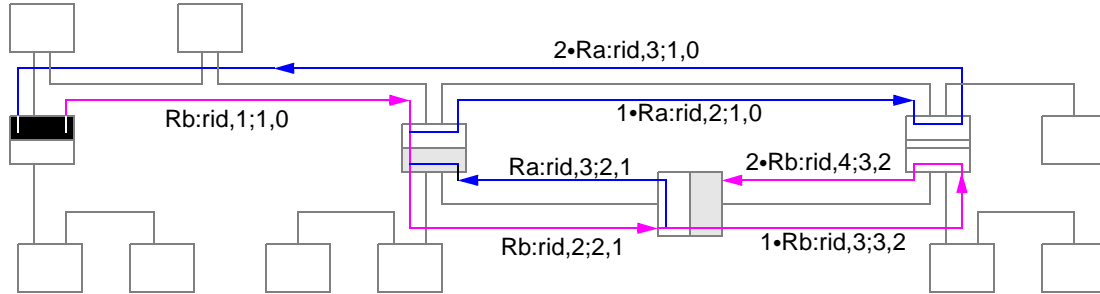 2•Ra:rid,3;1,0
Rb:rid,1;1,0
1•Ra:rid,2;1,0
Ra:rid,3;2,1
2•Rb:rid,4;3,2
Rb:rid,2;2,1
1•Rb:rid,3;3,2